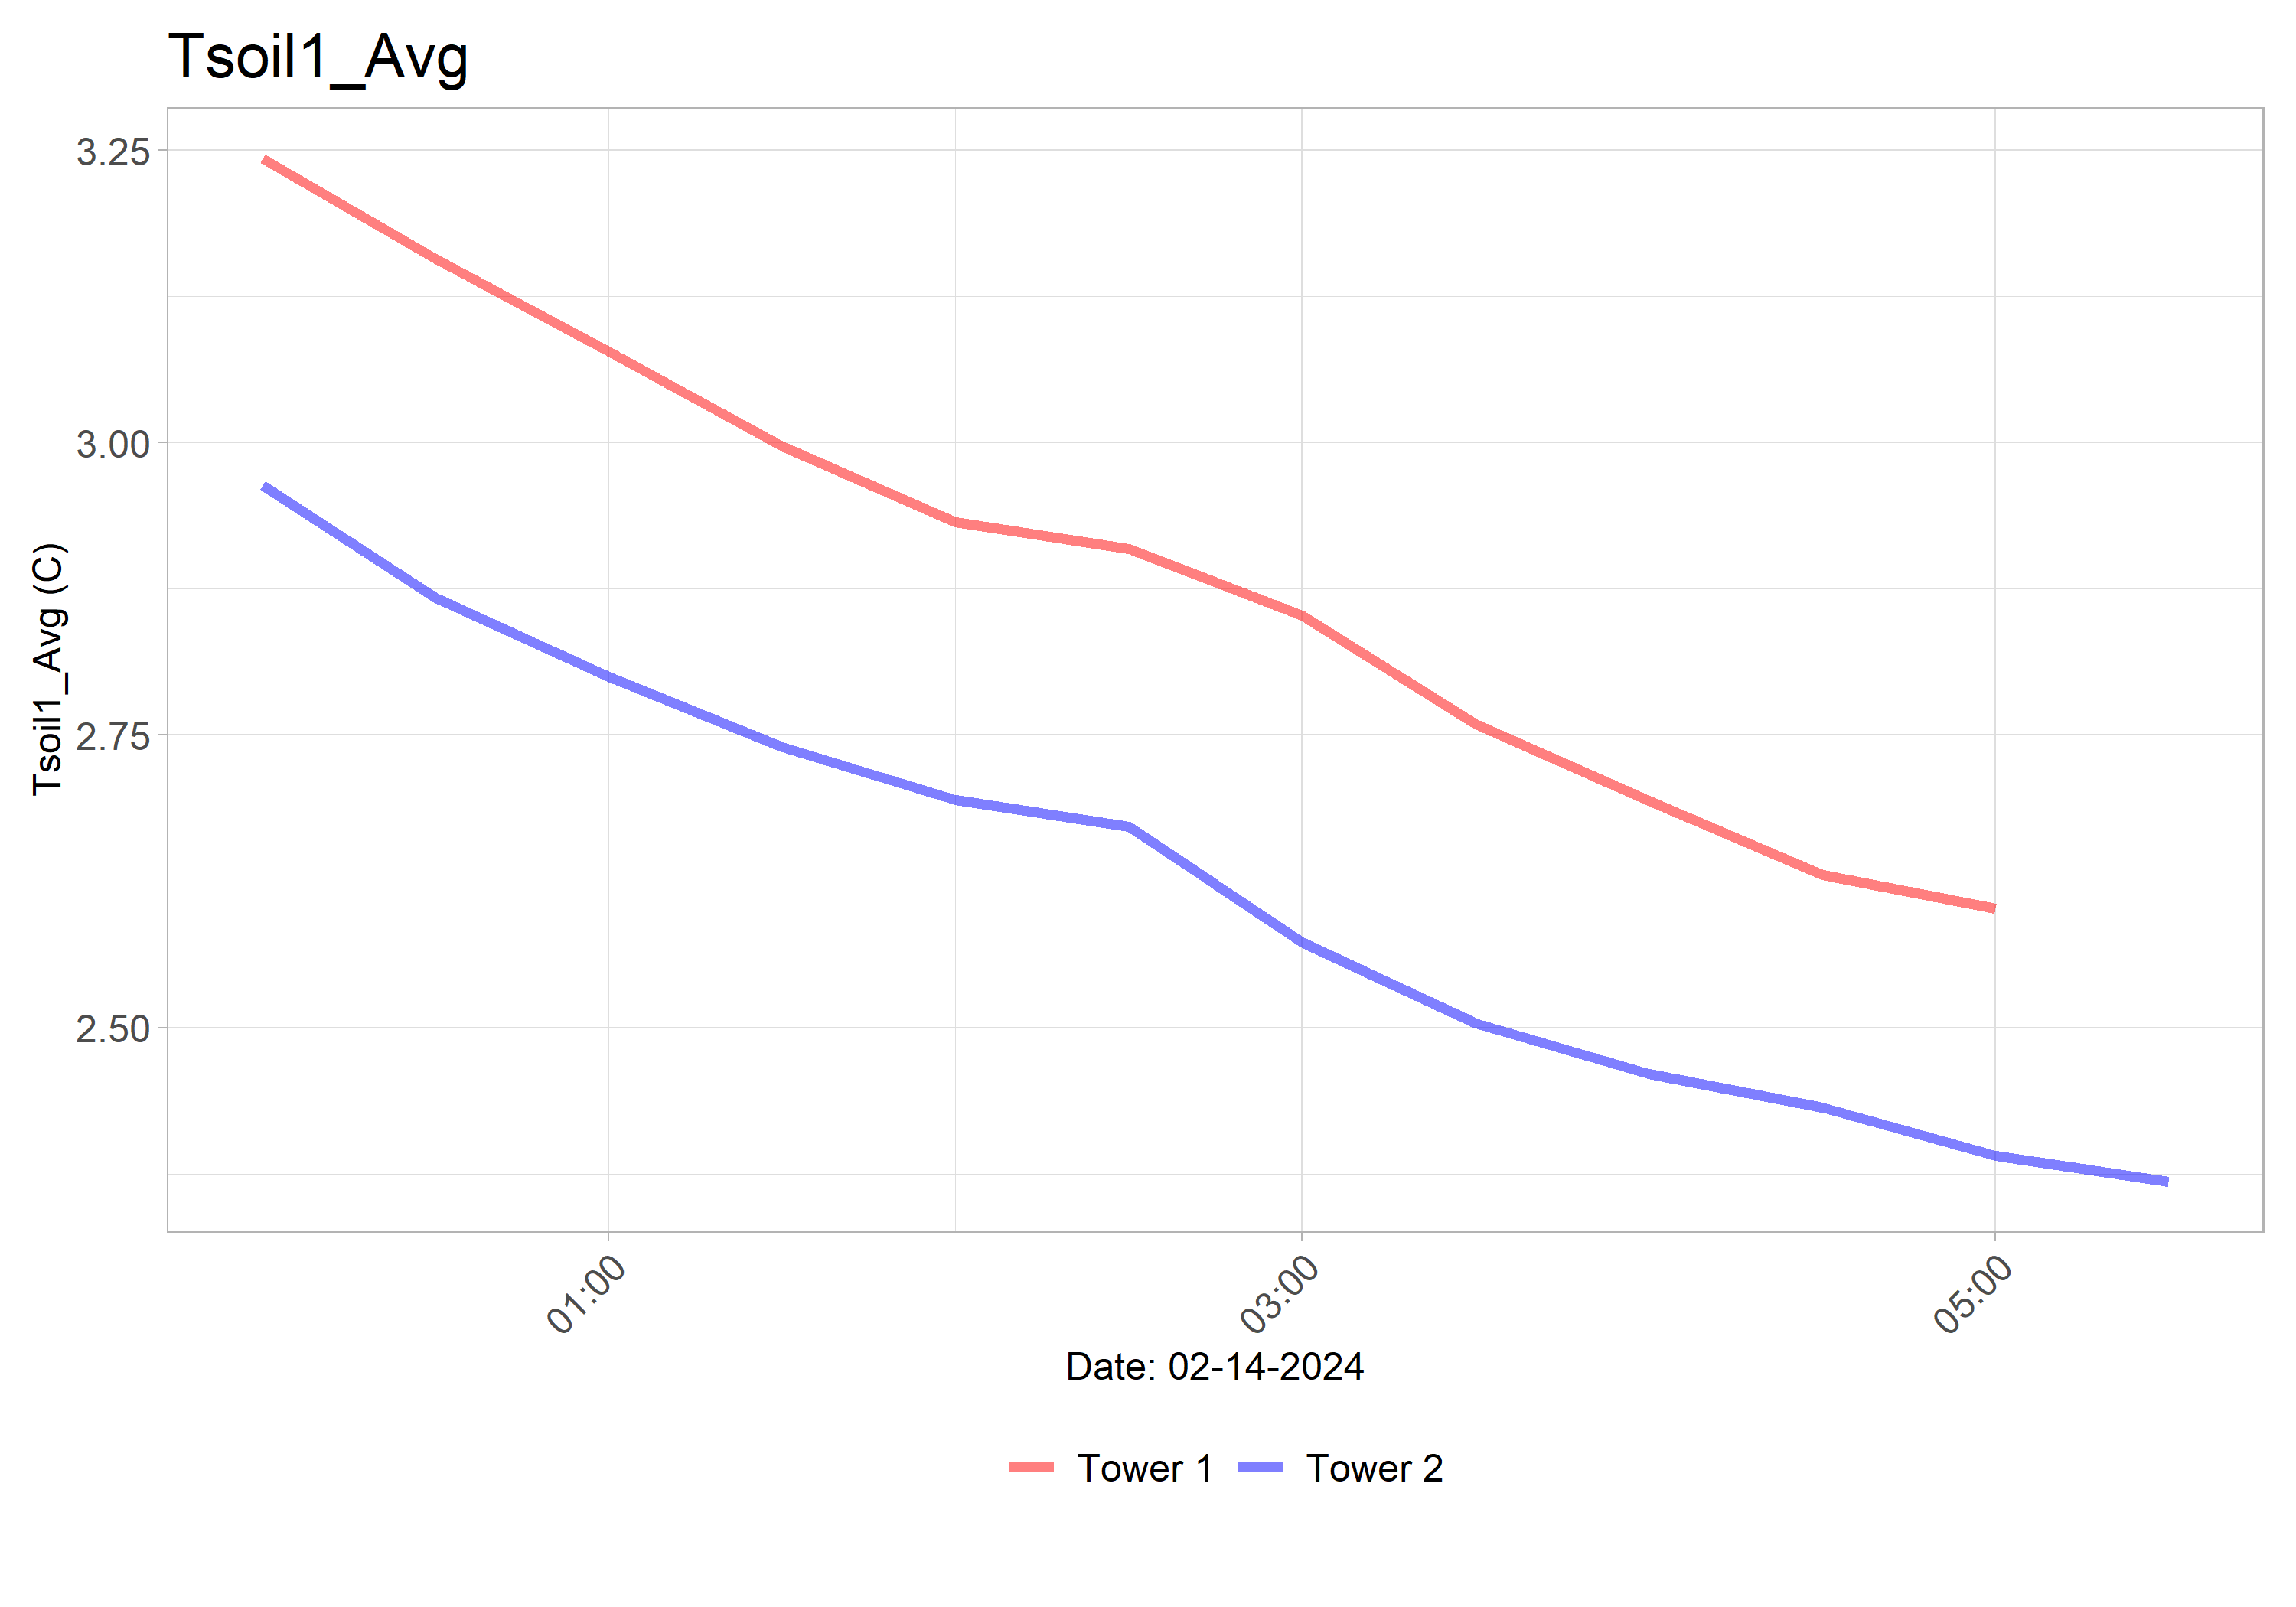 Tsoil1_Avg
Tsoil1_Avg (C)
3.25
3.00
2.75
2.50
01:00
03:00
05:00
Date: 02-14-2024
Tower 1
Tower 2